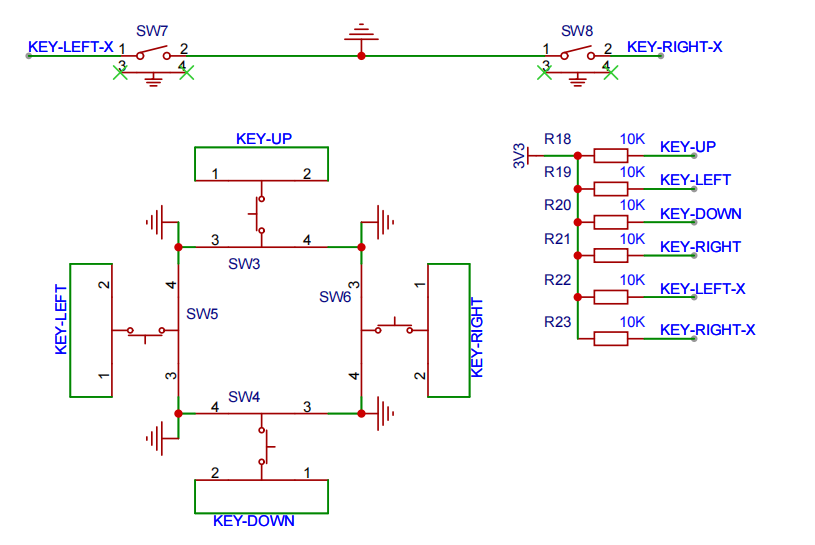 SW7
SW8
KEY-LEFT-X 1 2
1 2 KEY-RIGHT-X
3 4
3 4
KEY-UP
1 2
3 4
SW3
R18 10K KEY-UP
3V3
R19 10K KEY-LEFT
R20 10K KEY-DOWN
R21 10K KEY-RIGHT
R22 10K KEY-LEFT-X
R23 10K KEY-RIGHT-X
KEY-LEFT
2 1
4 3
SW5
SW6
3 4
1 2
KEY-RIGHT
SW4
4 3
2 1
KEY-DOWN